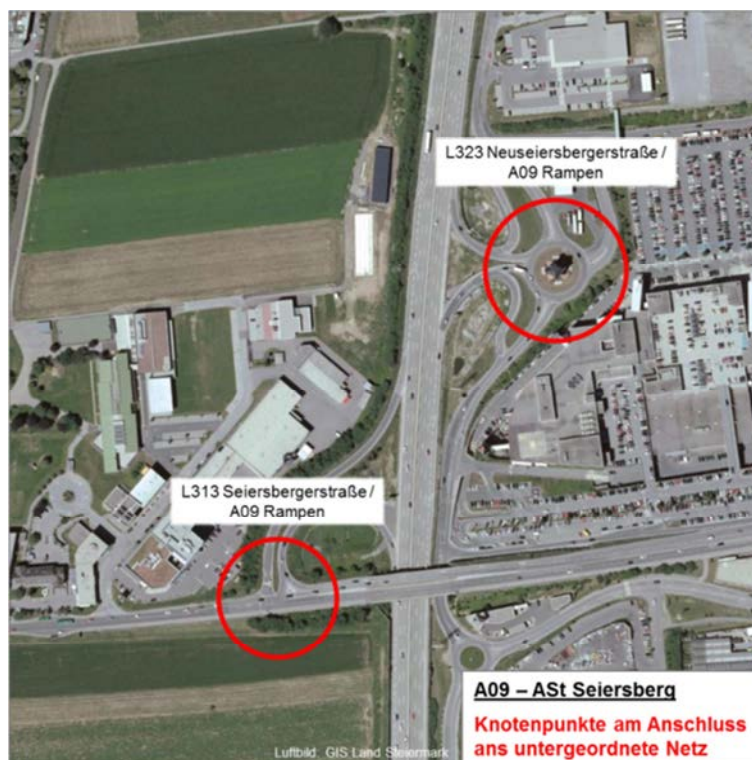 L323 Neuseiersbergerstraße /
A09 Rampen
L313 Seiersbergerstraße /
A09 Rampen
A09 – ASt Seiersberg
Knotenpunkte am Anschluss
ans untergeordnete Netz
Luftbild: GIS Land Steiermark